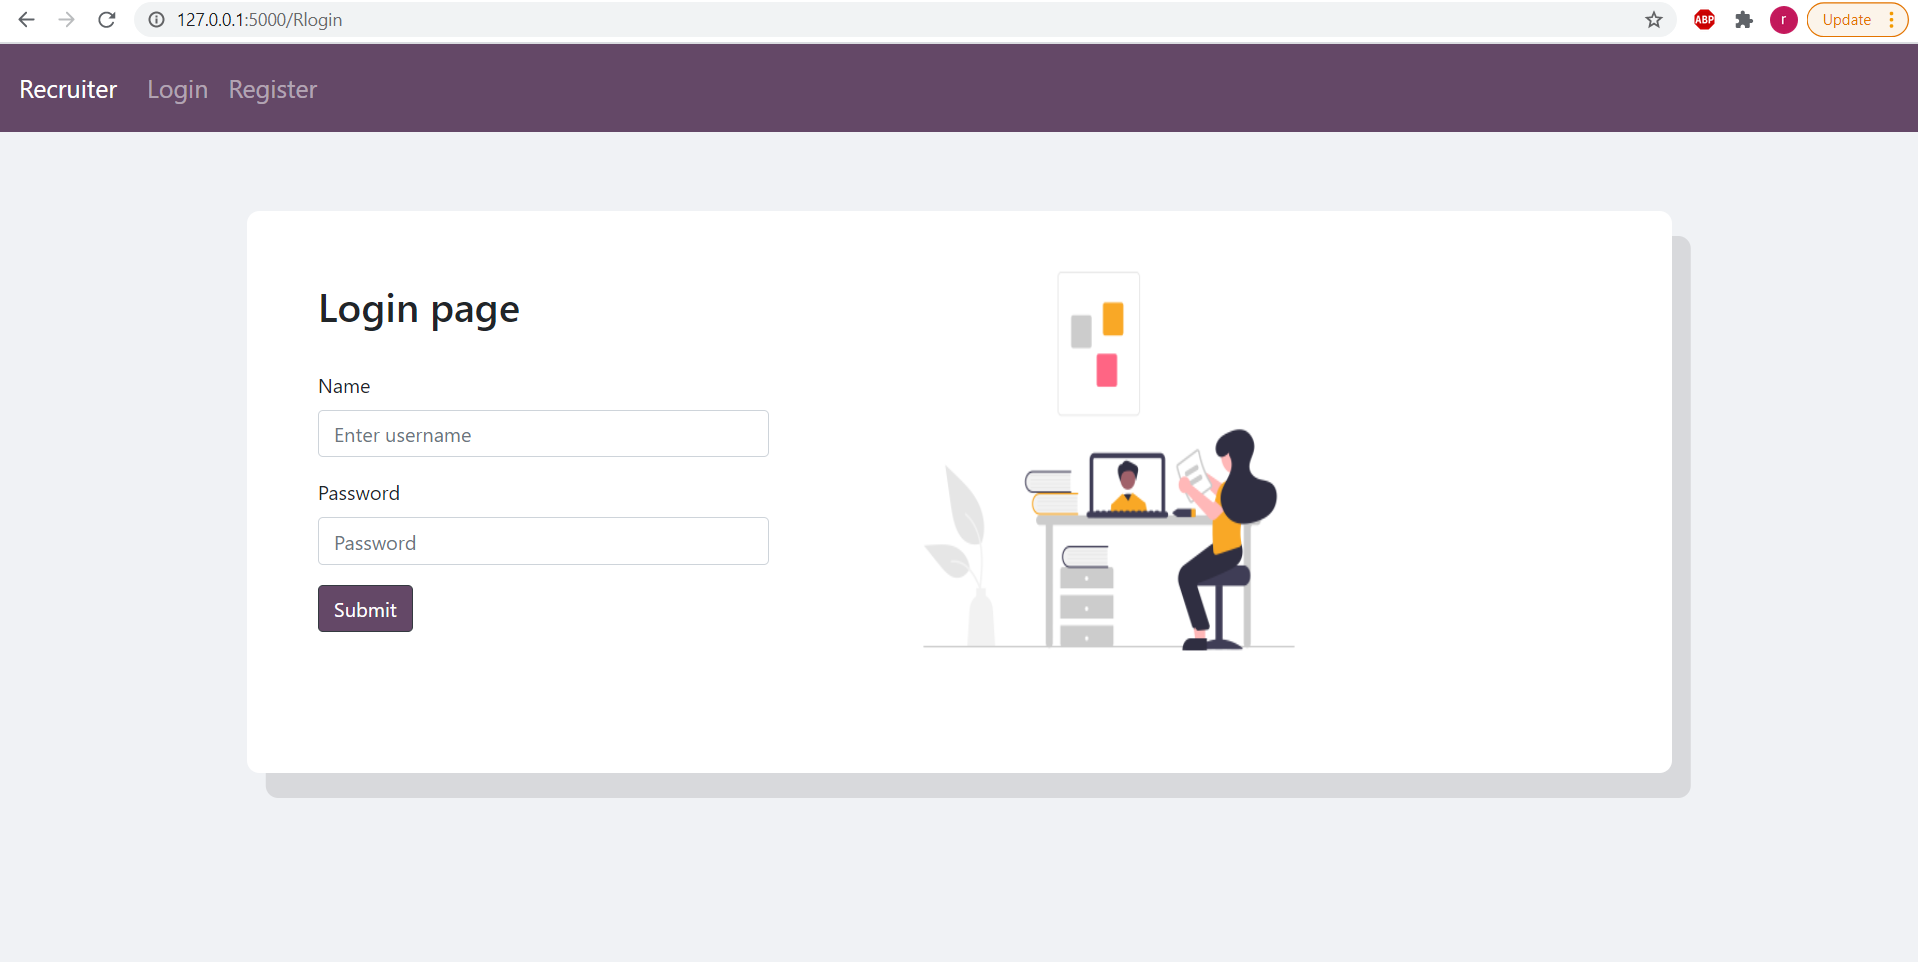 127.0.0.1:5000/Rlogin
ABP
r
Update
Recruiter Login Register
Login page
Name
Enter username
Password
Password
Submit